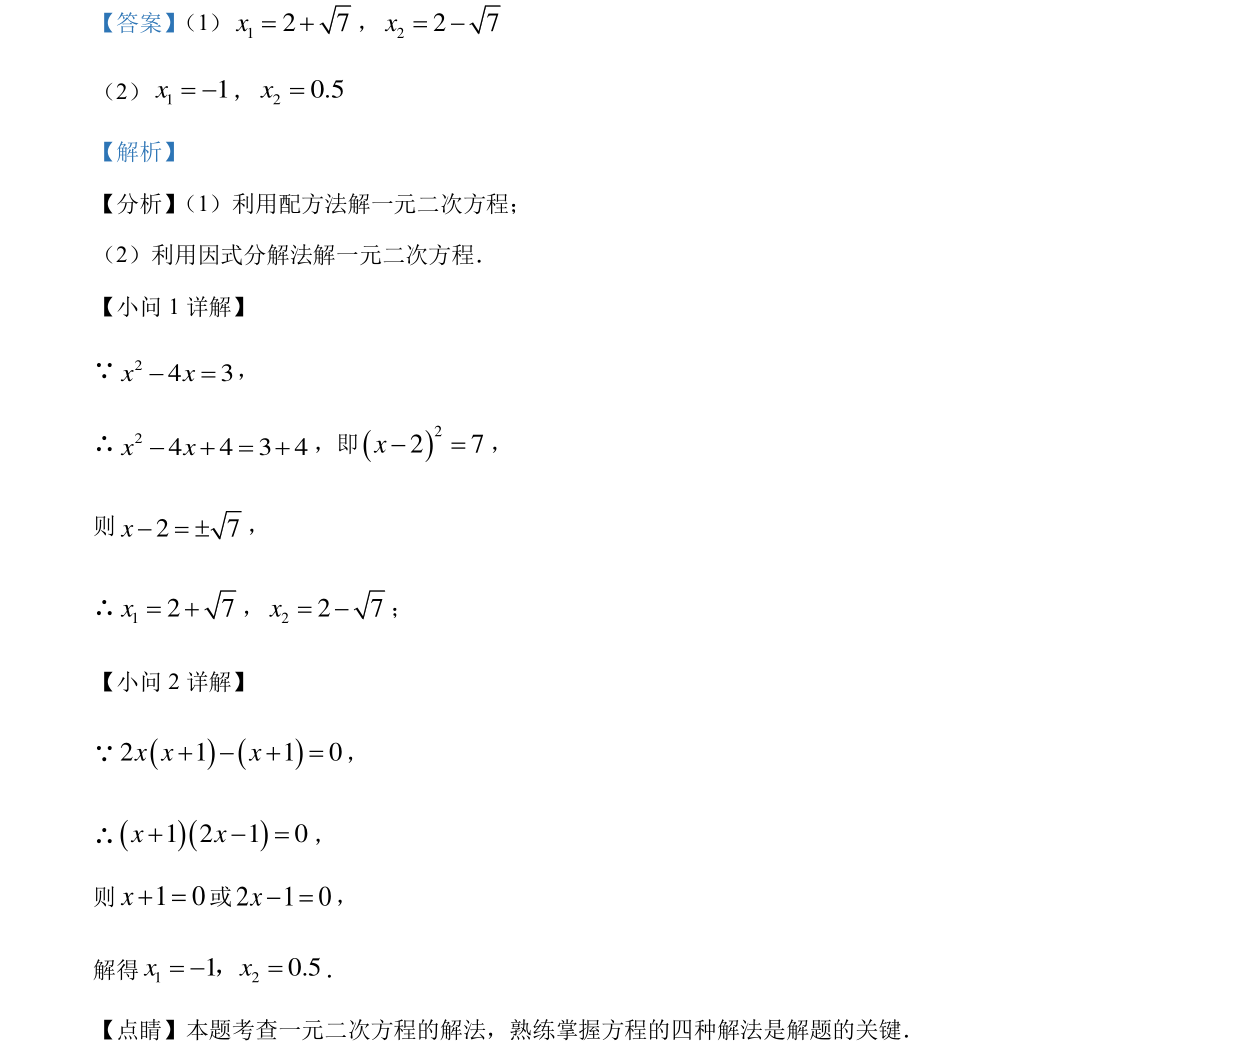 【答案】（1）x₁ = 2+√7，x₂ = 2−√7
（2）x₁ = −1，x₂ = 0.5
【解析】
【分析】（1）利用配方法解一元二次方程；
（2）利用因式分解法解一元二次方程．
【小问 1 详解】
∵ x² − 4x = 3，
∴ x² − 4x + 4 = 3 + 4，即 (x − 2)² = 7，
则 x − 2 = ±√7，
∴ x₁ = 2+√7，x₂ = 2−√7；
【小问 2 详解】
∵ 2x(x+1)−(x+1)=0，
∴ (x+1)(2x−1)=0，
则 x+1=0 或 2x−1=0，
解得 x₁ = −1，x₂ = 0.5．
【点睛】本题考查一元二次方程的解法，熟练掌握方程的四种解法是解题的关键．